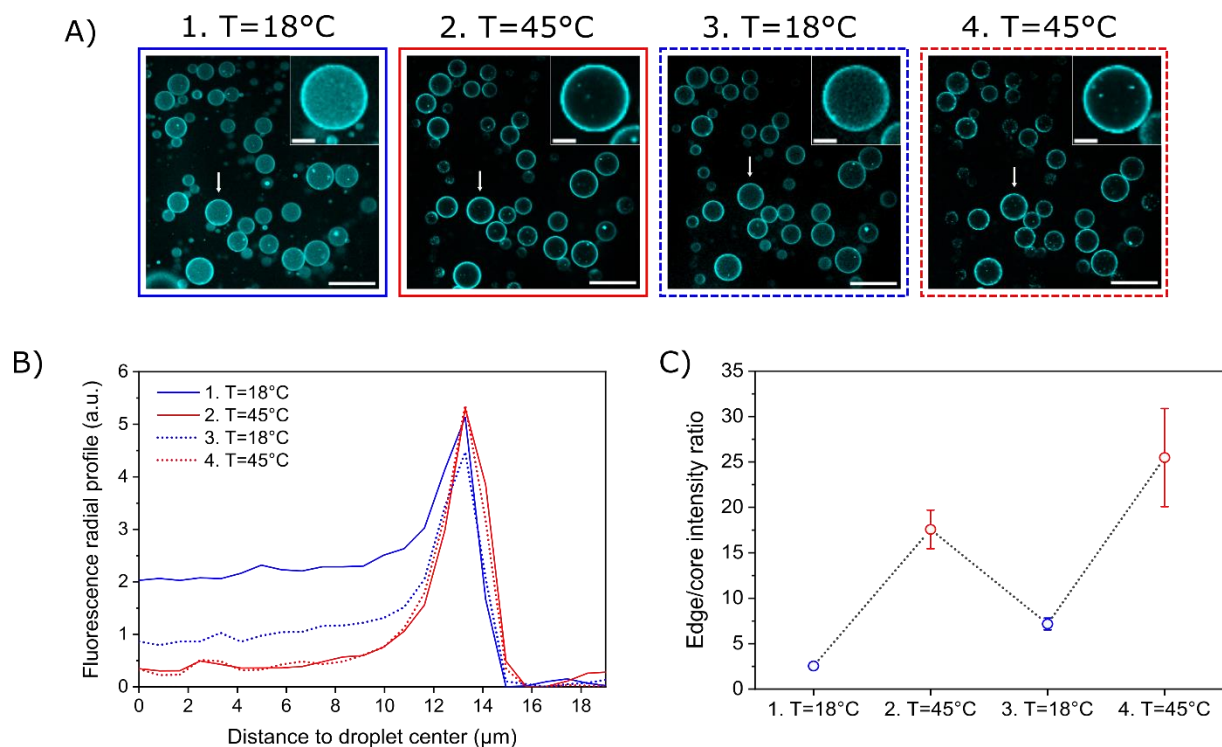 A)
1. T=18°C
2. T=45°C
3. T=18°C
4. T=45°C
B)
Fluorescence radial profile (a.u.)
6
5
4
3
2
1
0
1. T=18°C
2. T=45°C
3. T=18°C
4. T=45°C
0 2 4 6 8 10 12 14 16 18
Distance to droplet center (µm)
C)
Edge/core intensity ratio
35
30
25
20
15
10
5
0
1. T=18°C 2. T=45°C 3. T=18°C 4. T=45°C